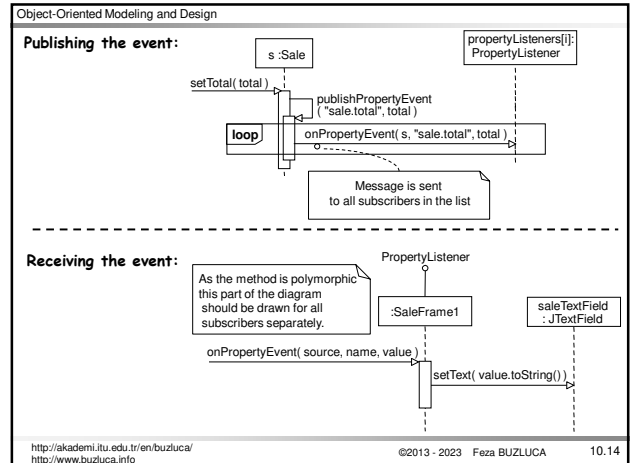 Object-Oriented Modeling and Design
Publishing the event:
s :Sale
propertyListeners[i]:
PropertyListener
setTotal( total )
publishPropertyEvent
( "sale.total", total )
loop
onPropertyEvent( s, "sale.total", total )
Message is sent
to all subscribers in the list
Receiving the event:
As the method is polymorphic
this part of the diagram
should be drawn for all
subscribers separately.
PropertyListener
:SaleFrame1
saleTextField
: JTextField
onPropertyEvent( source, name, value )
setText( value.toString() )
http://akademi.itu.edu.tr/en/buzluca/
http://www.buzluca.info
©2013 - 2023 Feza BUZLUCA
10.14